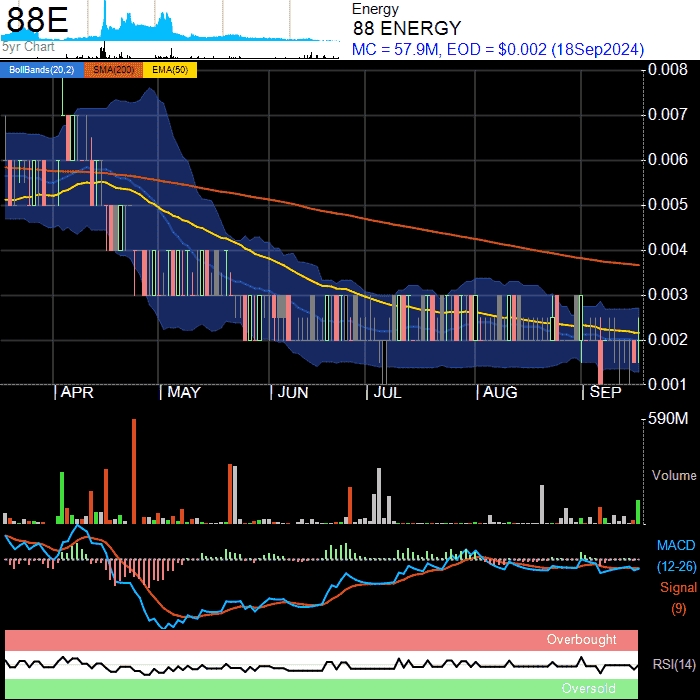 88E
5yr Chart
Energy
88 ENERGY
MC = 57.9M, EOD = $0.002 (18Sep2024)
BollBands(20,2) SMA(200) EMA(50)
0.008
0.007
0.006
0.005
0.004
0.003
0.002
0.001
APR MAY JUN JUL AUG SEP
590M
Volume
MACD
(12-26)
Signal
(9)
Overbought
RSI(14)
Oversold